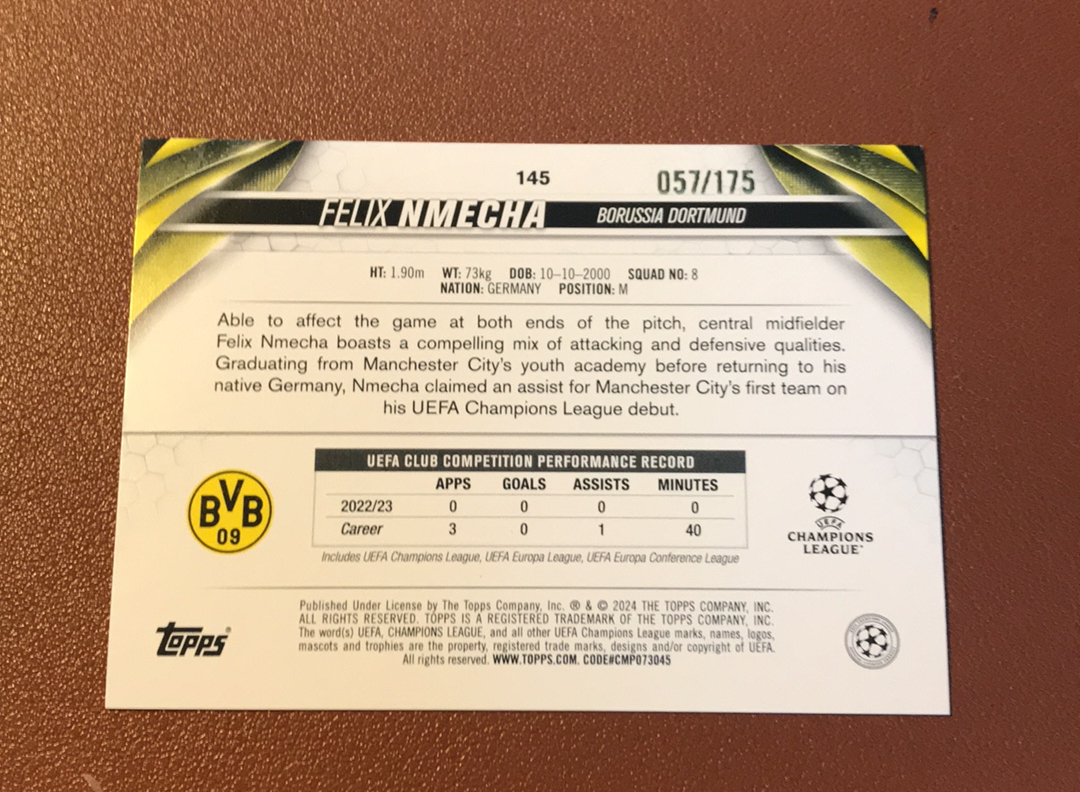 145
057/175
FELIX NMECHA BORUSSIA DORTMUND
HT: 1.90m WT: 73kg DOB: 10-10-2000 SQUAD NO: 8
NATION: GERMANY POSITION: M
Able to affect the game at both ends of the pitch, central midfielder
Felix Nmecha boasts a compelling mix of attacking and defensive qualities.
Graduating from Manchester City's youth academy before returning to his
native Germany, Nmecha claimed an assist for Manchester City's first team on
his UEFA Champions League debut.
UEFA CLUB COMPETITION PERFORMANCE RECORD
APPS GOALS ASSISTS MINUTES
2022/23 0 0 0 0
Career 3 0 1 40
Includes UEFA Champions League, UEFA Europa League, UEFA Europa Conference League
BVB
09
UEFA
CHAMPIONS
LEAGUE™
topps®
Published Under License by The Topps Company, Inc. ® & © 2024 THE TOPPS COMPANY, INC.
ALL RIGHTS RESERVED. TOPPS IS A REGISTERED TRADEMARK OF THE TOPPS COMPANY, INC.
The word(s) UEFA, CHAMPIONS LEAGUE, and all other UEFA Champions League marks, names, logos,
mascots and trophies are the property, registered trade marks, designs and/or copyright of UEFA.
All rights reserved. WWW.TOPPS.COM. CODE#CMP073045